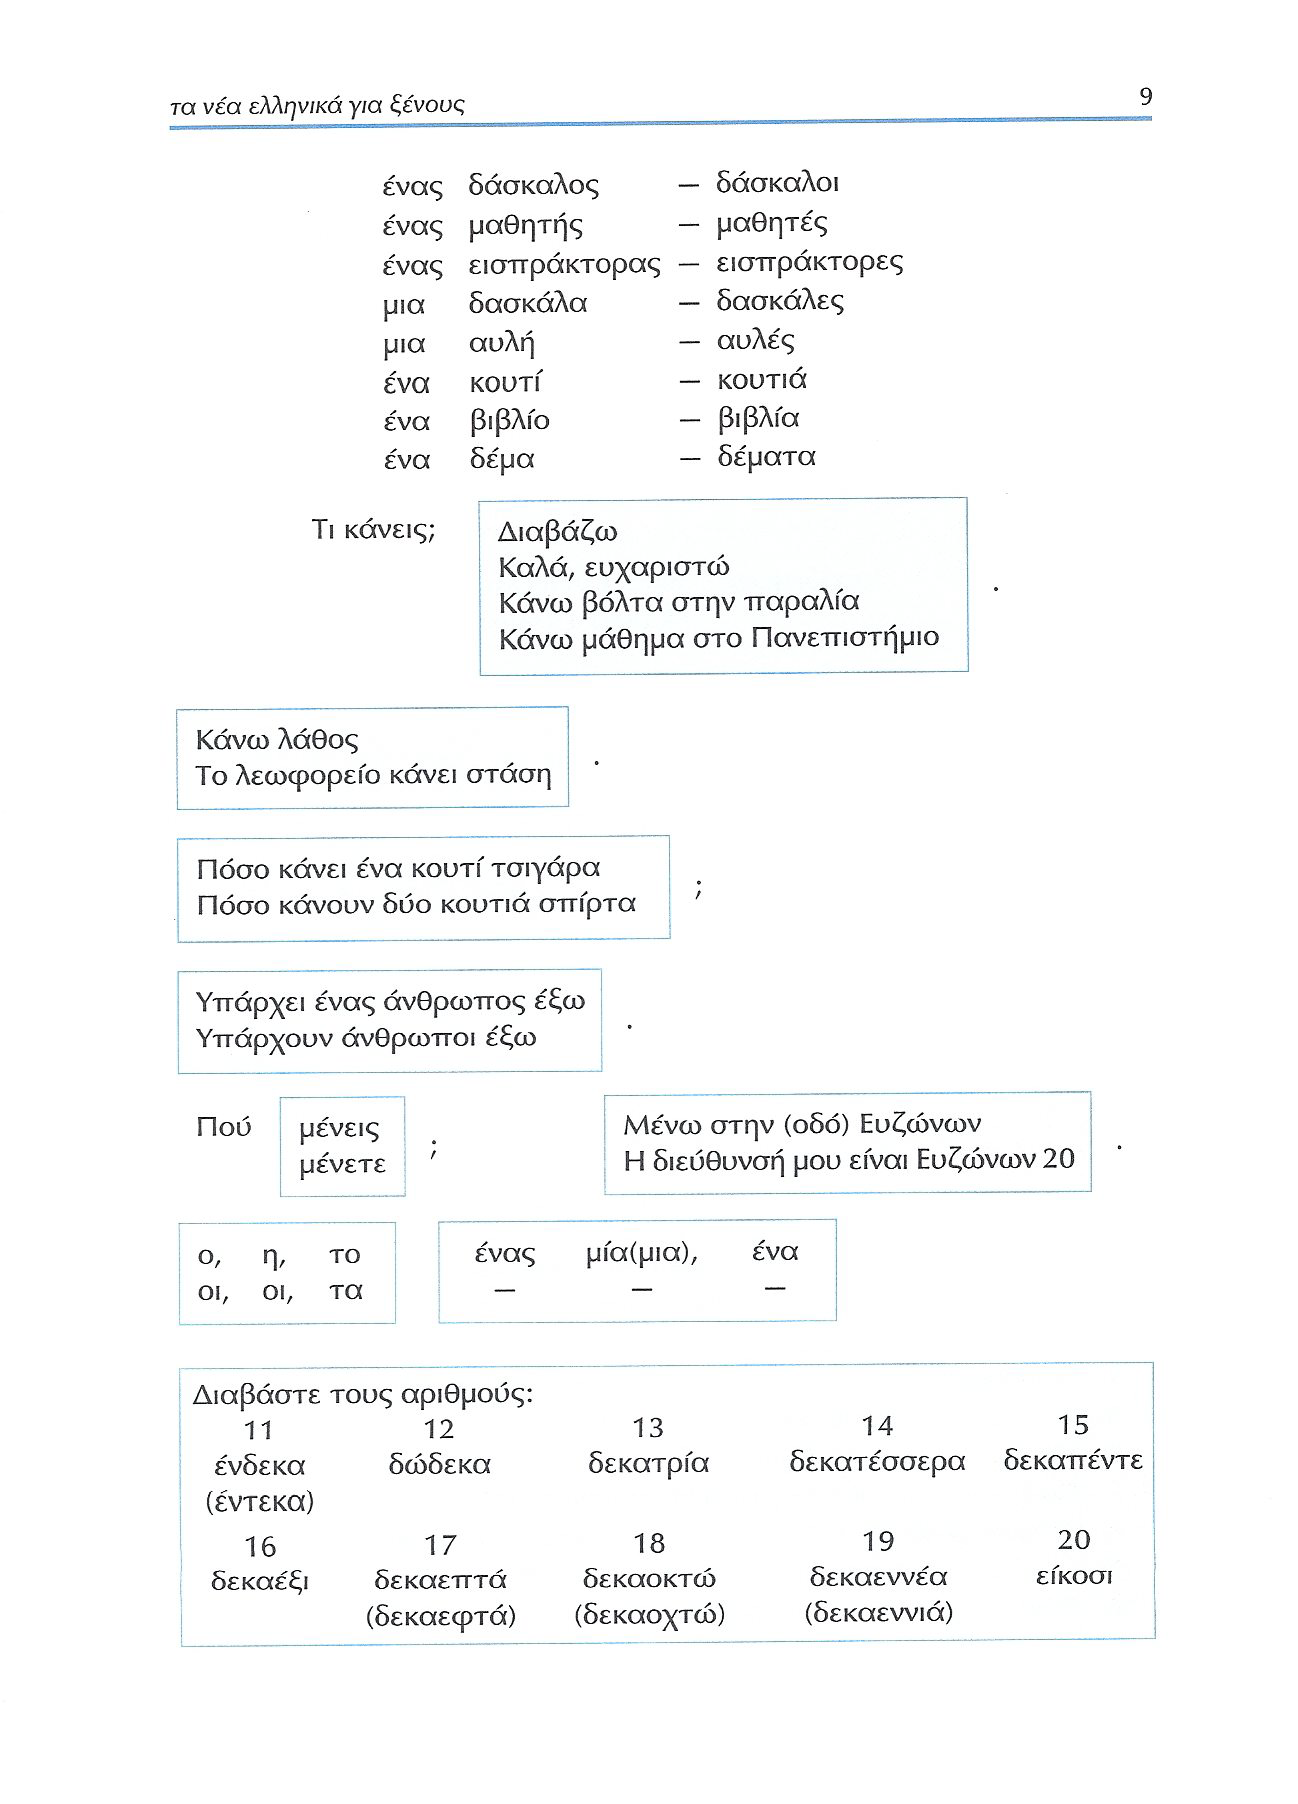 τα νέα ελληνικά για ξένους 9
ένας δάσκαλος – δάσκαλοι
ένας μαθητής – μαθητές
ένας εισπράκτορας – εισπράκτορες
μια δασκάλα – δασκάλες
μια αυλή – αυλές
ένα κουτί – κουτιά
ένα βιβλίο – βιβλία
ένα δέμα – δέματα
Τι κάνεις; Διαβάζω
Καλά, ευχαριστώ
Κάνω βόλτα στην παραλία
Κάνω μάθημα στο Πανεπιστήμιο
.
Κάνω λάθος
Το λεωφορείο κάνει στάση
.
Πόσο κάνει ένα κουτί τσιγάρα
Πόσο κάνουν δύο κουτιά σπίρτα
;
Υπάρχει ένας άνθρωπος έξω
Υπάρχουν άνθρωποι έξω
.
Πού μένεις
μένετε
;
Μένω στην (οδό) Ευζώνων
Η διεύθυνσή μου είναι Ευζώνων 20
.
ο, η, το
οι, οι, τα
ένας μία(μια), ένα
– – –
Διαβάστε τους αριθμούς:
11 12 13 14 15
ένδεκα δώδεκα δεκατρία δεκατέσσερα δεκαπέντε
(έντεκα)
16 17 18 19 20
δεκαέξι δεκαεπτά δεκαοκτώ δεκαεννέα είκοσι
(δεκαεφτά) (δεκαοχτώ) (δεκαεννιά)